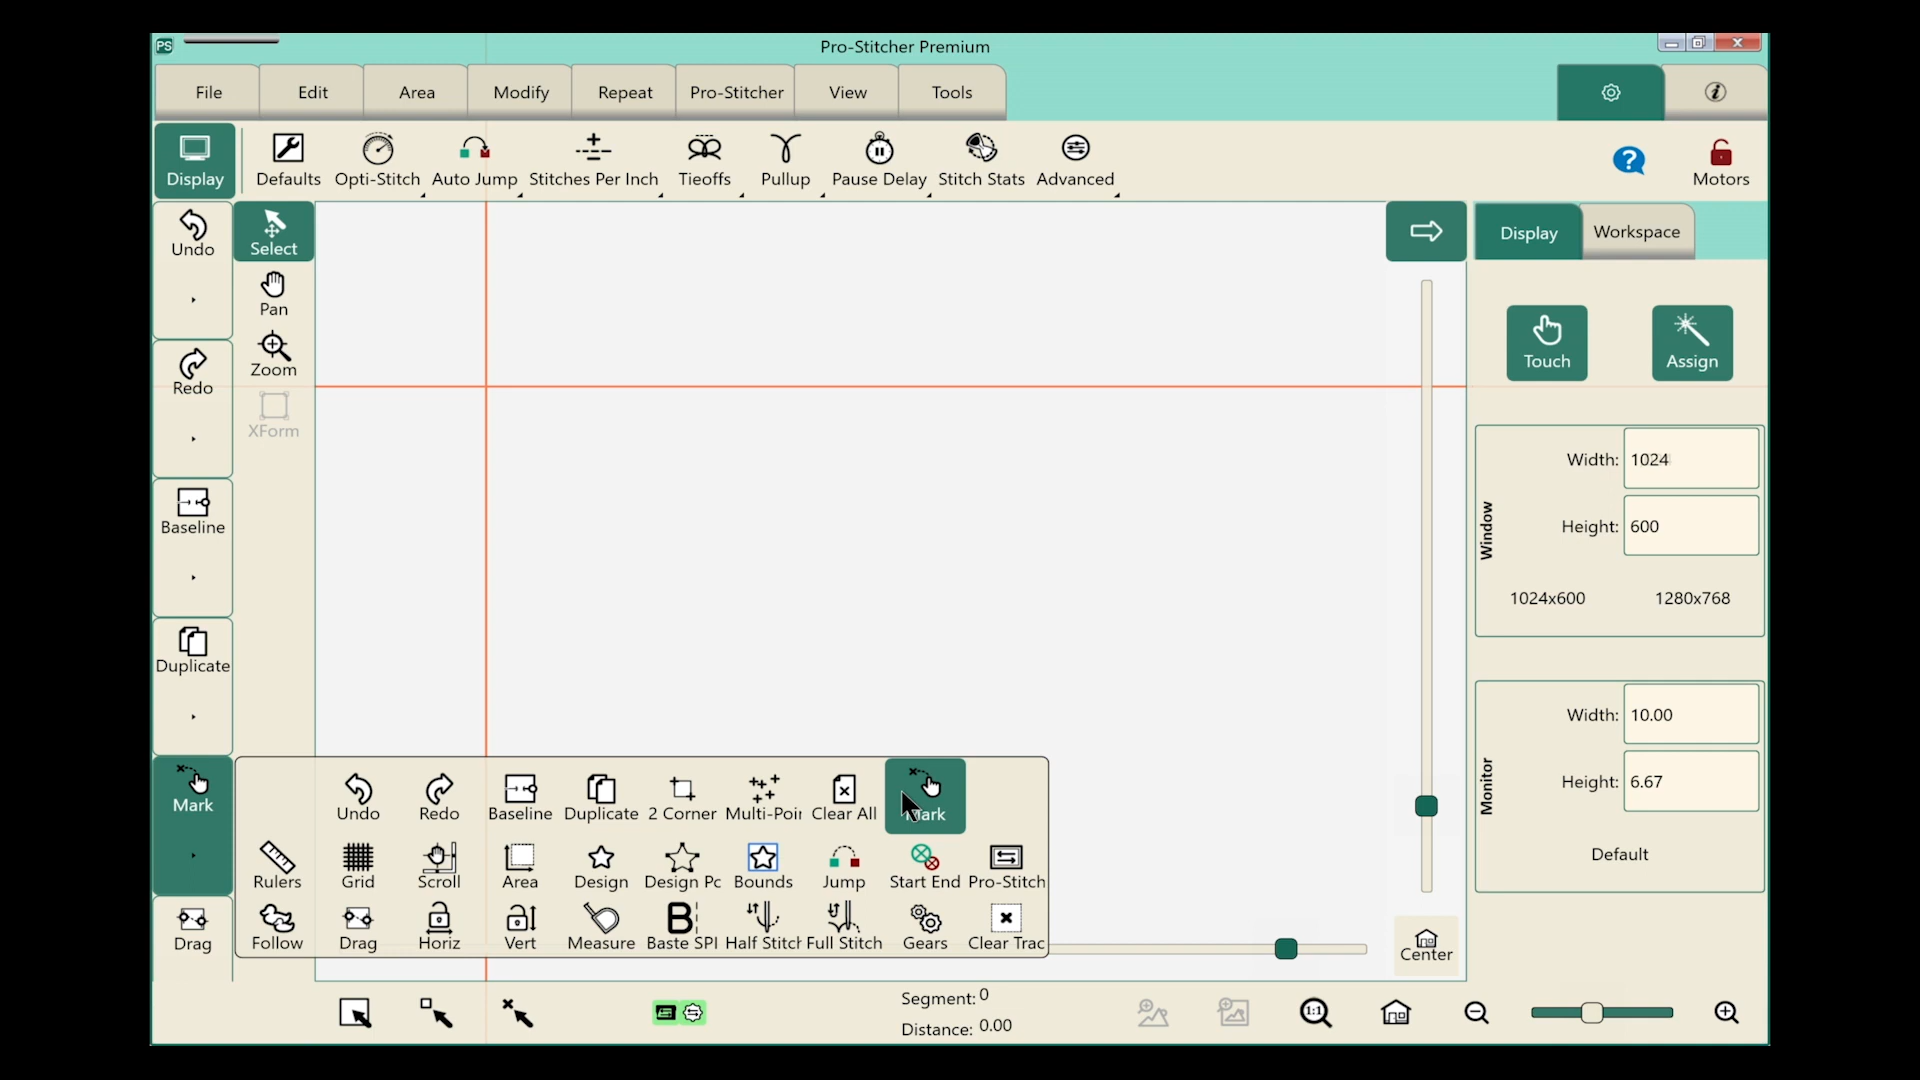 PS
Pro-Stitcher Premium
File Edit Area Modify Repeat Pro-Stitcher View Tools
Display Defaults Opti-Stitch Auto Jump Stitches Per Inch Tieoffs Pullup Pause Delay Stitch Stats Advanced Motors
Undo
Redo
Baseline
Duplicate
Mark
Drag
Select
Pan
Zoom
XForm
Undo Redo Baseline Duplicate 2 Corner Multi-Poin Clear All Mark
Rulers Grid Scroll Area Design Design Pc Bounds Jump Start End Pro-Stitch
Follow Drag Horiz Vert Measure Baste SPI Half Stitch Full Stitch Gears Clear Trac
Center
Display Workspace
Touch Assign
Window
Width: 1024
Height: 600
1024x600 1280x768
Monitor
Width: 10.00
Height: 6.67
Default
Segment: 0
Distance: 0.00
1:1